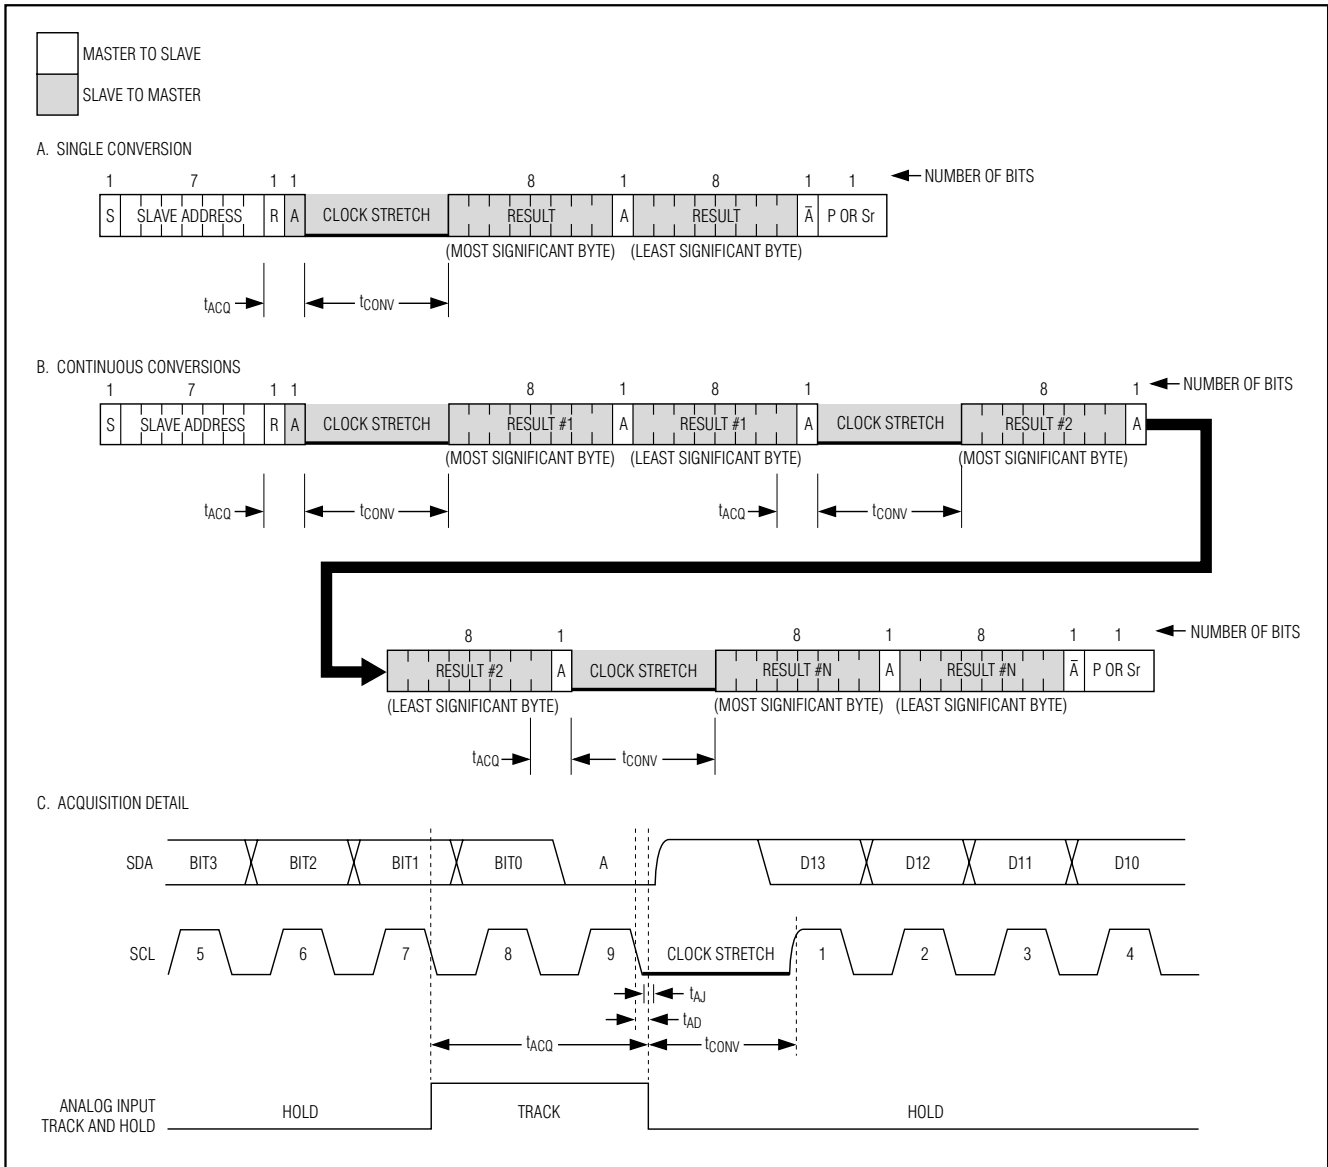 MASTER TO SLAVE
SLAVE TO MASTER
A. SINGLE CONVERSION
1 7 1 1 8 1 8 1 1 NUMBER OF BITS
S SLAVE ADDRESS R A CLOCK STRETCH RESULT A RESULT A̅ P OR Sr
(MOST SIGNIFICANT BYTE) (LEAST SIGNIFICANT BYTE)
tACQ tCONV
B. CONTINUOUS CONVERSIONS
1 7 1 1 8 1 8 1 8 1 NUMBER OF BITS
S SLAVE ADDRESS R A CLOCK STRETCH RESULT #1 A RESULT #1 A CLOCK STRETCH RESULT #2 A
(MOST SIGNIFICANT BYTE) (LEAST SIGNIFICANT BYTE) (MOST SIGNIFICANT BYTE)
tACQ tCONV tACQ tCONV
8 1 8 1 8 1 1 NUMBER OF BITS
RESULT #2 A CLOCK STRETCH RESULT #N A RESULT #N A̅ P OR Sr
(LEAST SIGNIFICANT BYTE) (MOST SIGNIFICANT BYTE) (LEAST SIGNIFICANT BYTE)
tACQ tCONV
C. ACQUISITION DETAIL
SDA BIT3 BIT2 BIT1 BIT0 A D13 D12 D11 D10
SCL 5 6 7 8 9 CLOCK STRETCH 1 2 3 4
tAJ
tAD
tACQ tCONV
ANALOG INPUT
TRACK AND HOLD
HOLD TRACK HOLD